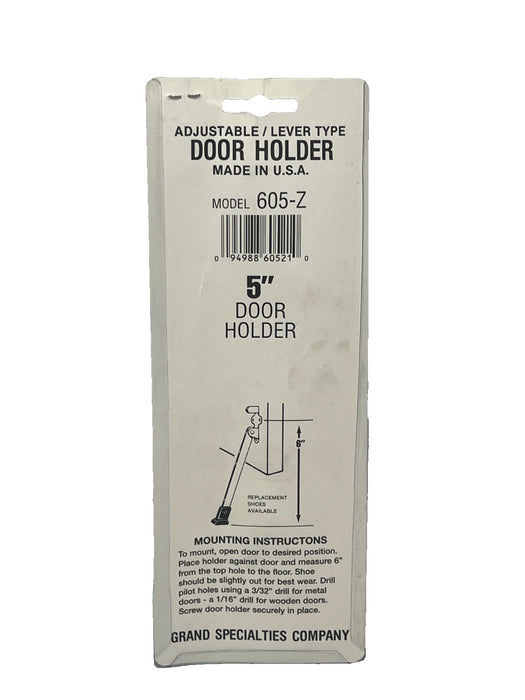 ADJUSTABLE / LEVER TYPE
DOOR HOLDER
MADE IN U.S.A.
MODEL 605-Z
0 94988 60521 0
5"
DOOR
HOLDER
6"
REPLACEMENT
SHOES
AVAILABLE
MOUNTING INSTRUCTONS
To mount, open door to desired position.
Place holder against door and measure 6"
from the top hole to the floor. Shoe
should be slightly out for best wear. Drill
pilot holes using a 3/32" drill for metal
doors - a 1/16" drill for wooden doors.
Screw door holder securely in place.
GRAND SPECIALTIES COMPANY